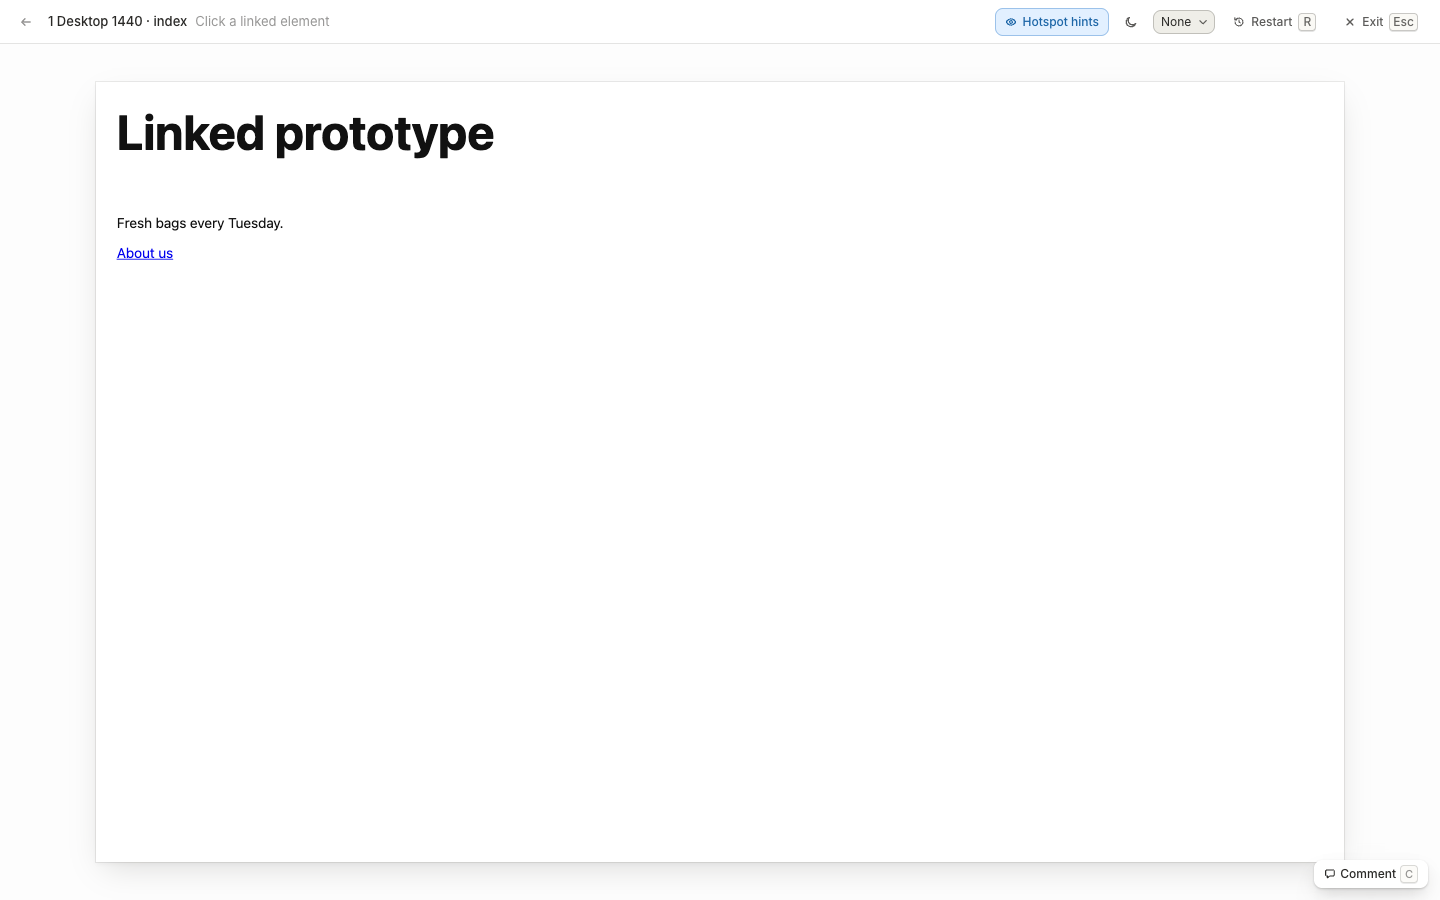 1 Desktop 1440 · index Click a linked element Hotspot hints None Restart R Exit Esc
Linked prototype
Fresh bags every Tuesday.
About us
Comment C